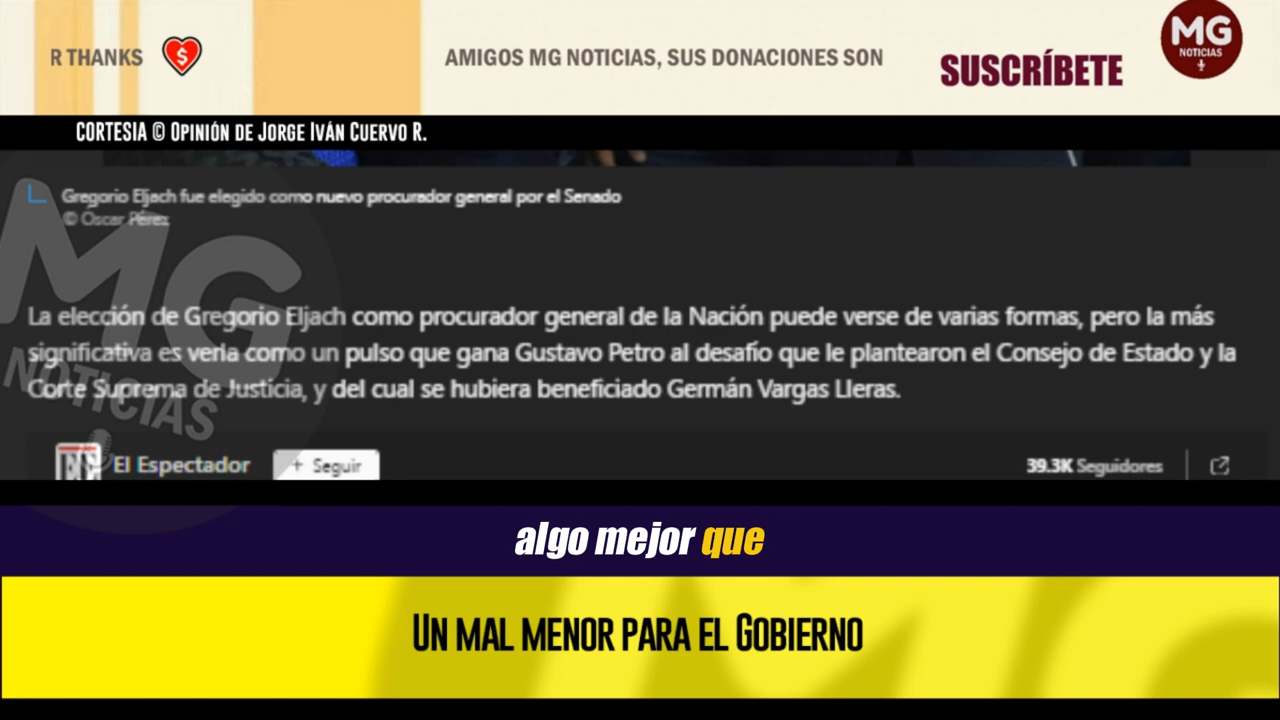 R THANKS
AMIGOS MG NOTICIAS, SUS DONACIONES SON
SUSCRÍBETE
MG
NOTICIAS
CORTESIA © OPINIÓN DE JORGE IVÁN CUERVO R.
Gregorio Eljach fue elegido como nuevo procurador general por el Senado
© Oscar Pérez
La elección de Gregorio Eljach como procurador general de la Nación puede verse de varias formas, pero la más
significativa es verla como un pulso que gana Gustavo Petro al desafío que le plantearon el Consejo de Estado y la
Corte Suprema de Justicia, y del cual se hubiera beneficiado Germán Vargas Lleras.
MG
NOTICIAS
El Espectador
+ Seguir
39.3K Seguidores
algo mejor que
UN MAL MENOR PARA EL GOBIERNO